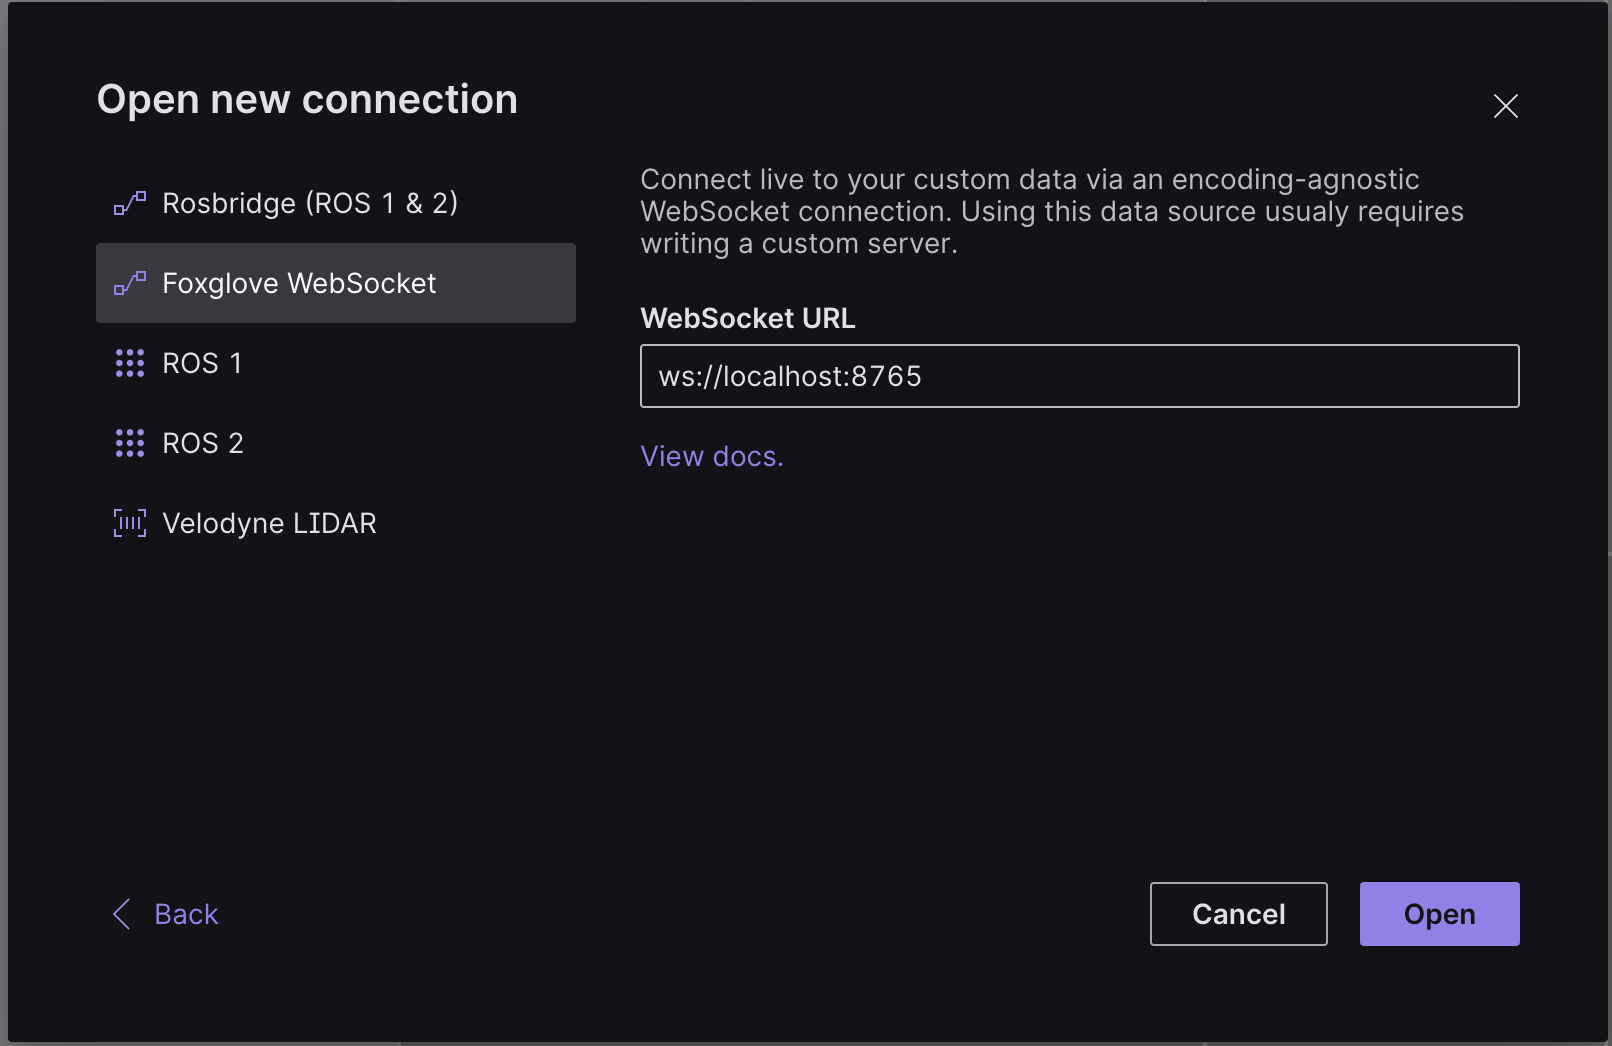 Open new connection
Rosbridge (ROS 1 & 2)
Foxglove WebSocket
ROS 1
ROS 2
Velodyne LIDAR
Connect live to your custom data via an encoding-agnostic
WebSocket connection. Using this data source usualy requires
writing a custom server.
WebSocket URL
ws://localhost:8765
View docs.
Back
Cancel
Open